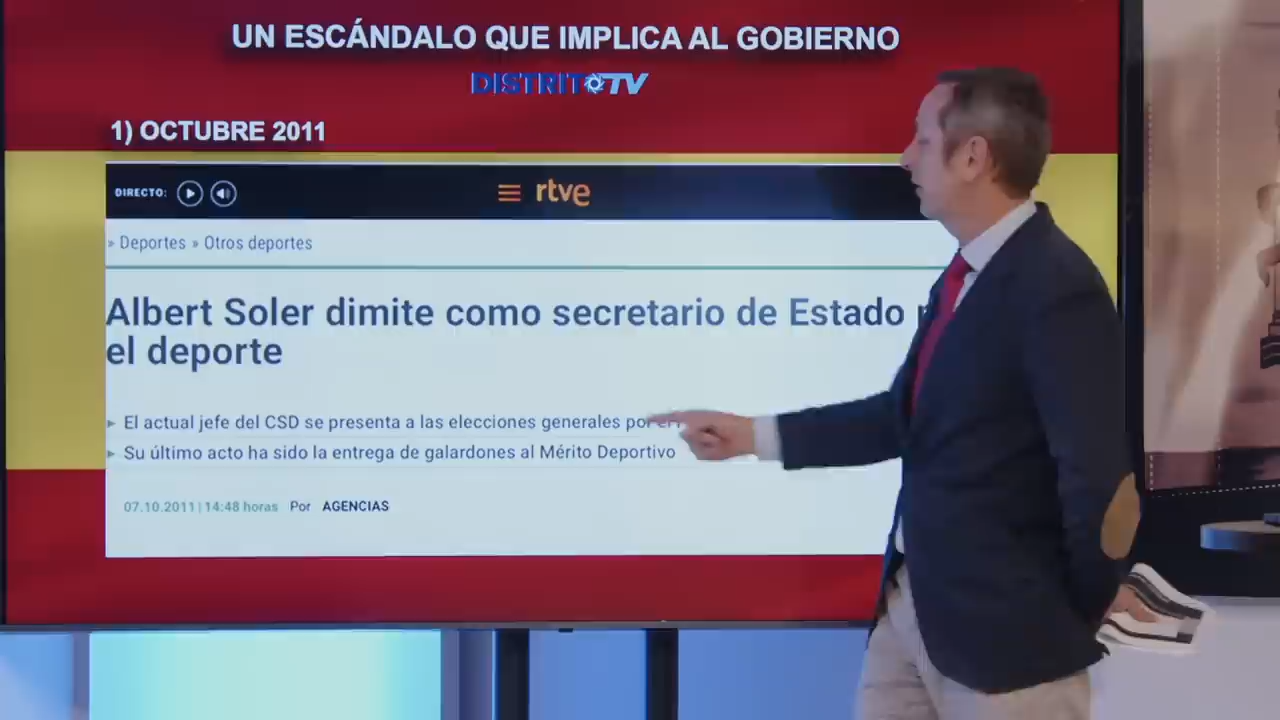 UN ESCÁNDALO QUE IMPLICA AL GOBIERNO
DISTRITOTV
1) OCTUBRE 2011
DIRECTO:
rtve
» Deportes » Otros deportes
Albert Soler dimite como secretario de Estado
el deporte
El actual jefe del CSD se presenta a las elecciones generales por el
Su último acto ha sido la entrega de galardones al Mérito Deportivo
07.10.2011 | 14:48 horas Por AGENCIAS